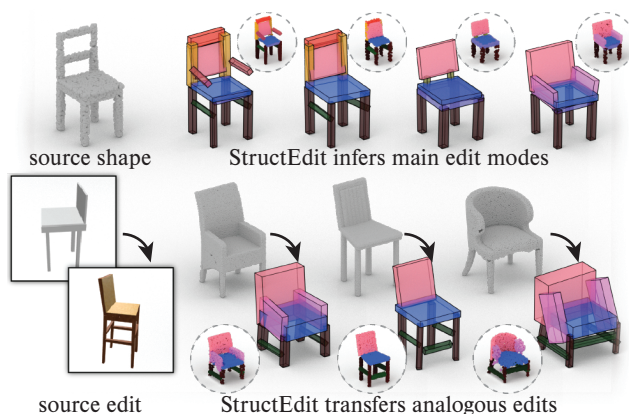 source shape
StructEdit infers main edit modes
source edit
StructEdit transfers analogous edits